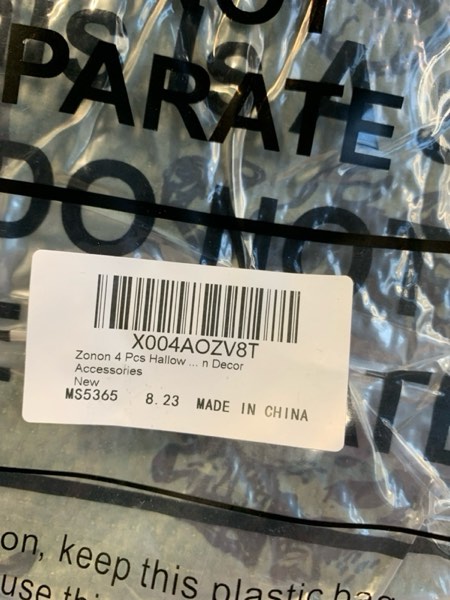 PARATE
DO NO
X004AOZV8T
Zonon 4 Pcs Hallow ... n Decor
Accessories
New
MS5365 8.23 MADE IN CHINA
on, keep this plastic bag
use